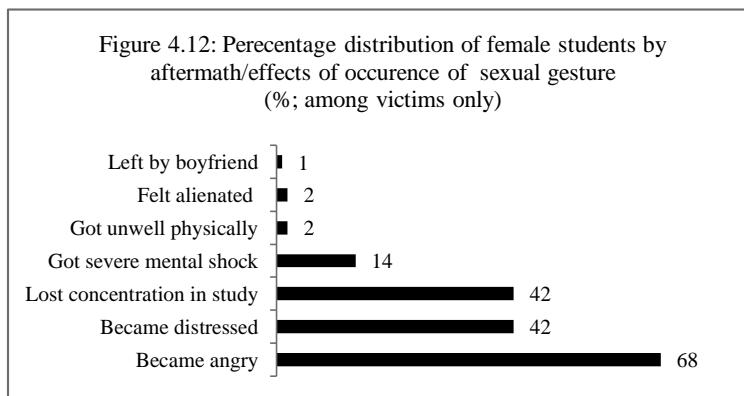 Figure 4.12: Perecentage distribution of female students by
aftermath/effects of occurence of sexual gesture
(%; among victims only)
Left by boyfriend 1
Felt alienated 2
Got unwell physically 2
Got severe mental shock 14
Lost concentration in study 42
Became distressed 42
Became angry 68